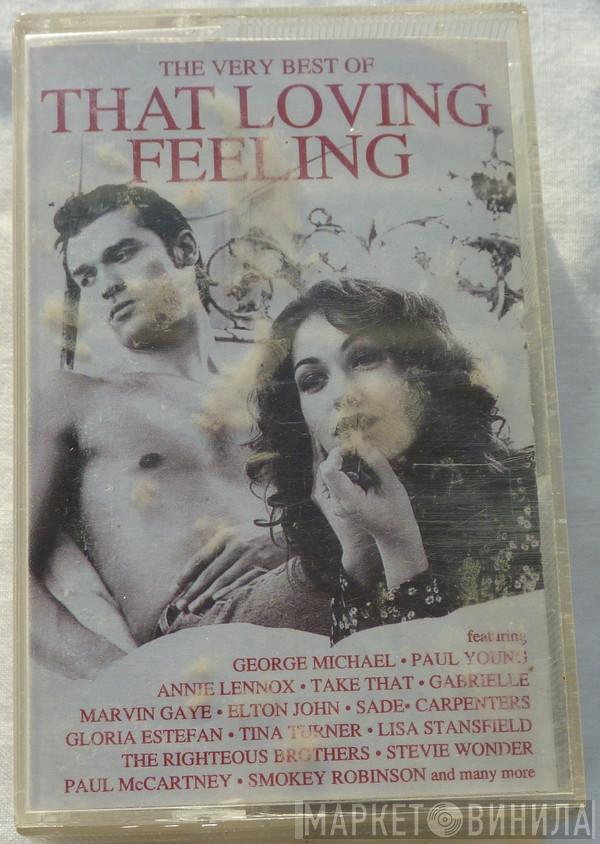 THE VERY BEST OF
THAT LOVING
FEELING
featuring
GEORGE MICHAEL • PAUL YOUNG
ANNIE LENNOX • TAKE THAT • GABRIELLE
MARVIN GAYE • ELTON JOHN • SADE• CARPENTERS
GLORIA ESTEFAN • TINA TURNER • LISA STANSFIELD
THE RIGHTEOUS BROTHERS • STEVIE WONDER
PAUL McCARTNEY • SMOKEY ROBINSON and many more
МАРКЕТ ВИНИЛА